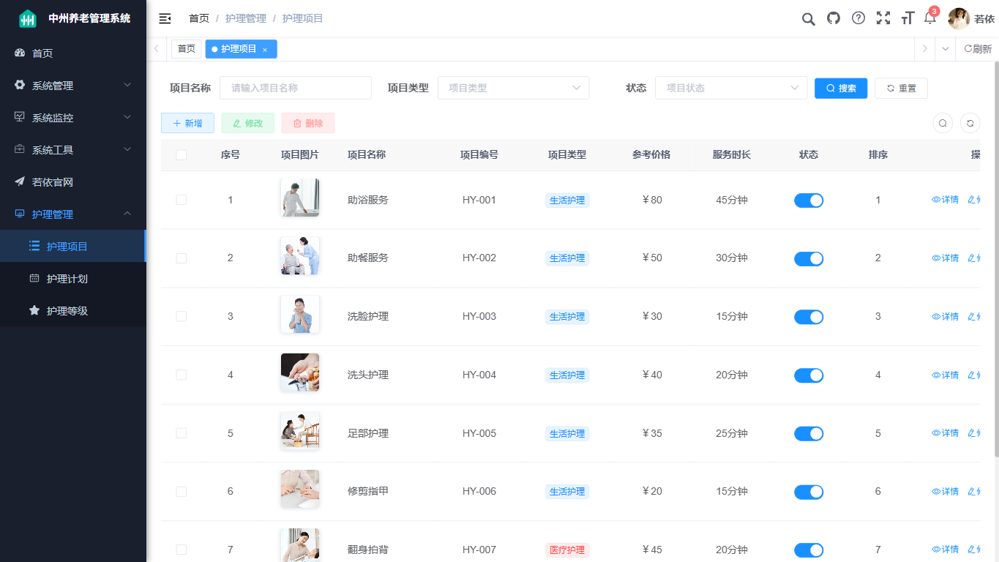 中州养老管理系统
首页 / 护理管理 / 护理项目
3
若依
首页
系统管理
系统监控
系统工具
若依官网
护理管理
护理项目
护理计划
护理等级
首页 护理项目 × 刷新
项目名称 请输入项目名称 项目类型 项目类型 状态 项目状态 搜索 重置
新增 修改 删除
序号 项目图片 项目名称 项目编号 项目类型 参考价格 服务时长 状态 排序
1 助浴服务 HY-001 生活护理 ¥80 45分钟 1 详情
2 助餐服务 HY-002 生活护理 ¥50 30分钟 2 详情
3 洗脸护理 HY-003 生活护理 ¥30 15分钟 3 详情
4 洗头护理 HY-004 生活护理 ¥40 20分钟 4 详情
5 足部护理 HY-005 生活护理 ¥35 25分钟 5 详情
6 修剪指甲 HY-006 生活护理 ¥20 15分钟 6 详情
7 翻身拍背 HY-007 医疗护理 ¥45 20分钟 7 详情